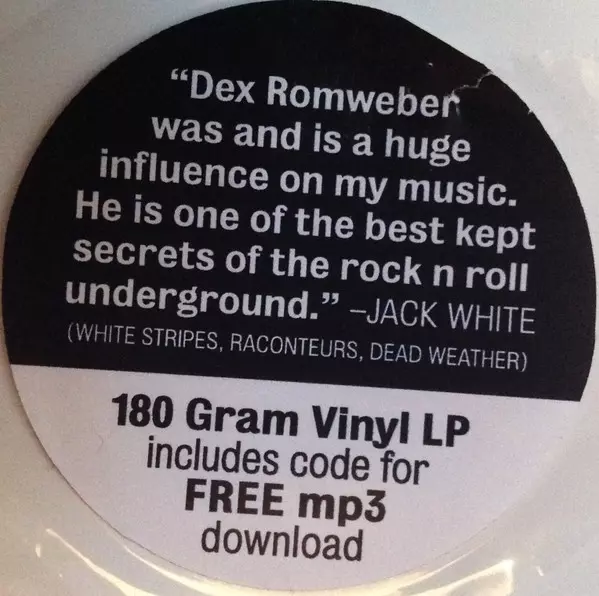 “Dex Romweber
was and is a huge
influence on my music.
He is one of the best kept
secrets of the rock n roll
underground.” –JACK WHITE
(WHITE STRIPES, RACONTEURS, DEAD WEATHER)
180 Gram Vinyl LP
includes code for
FREE mp3
download